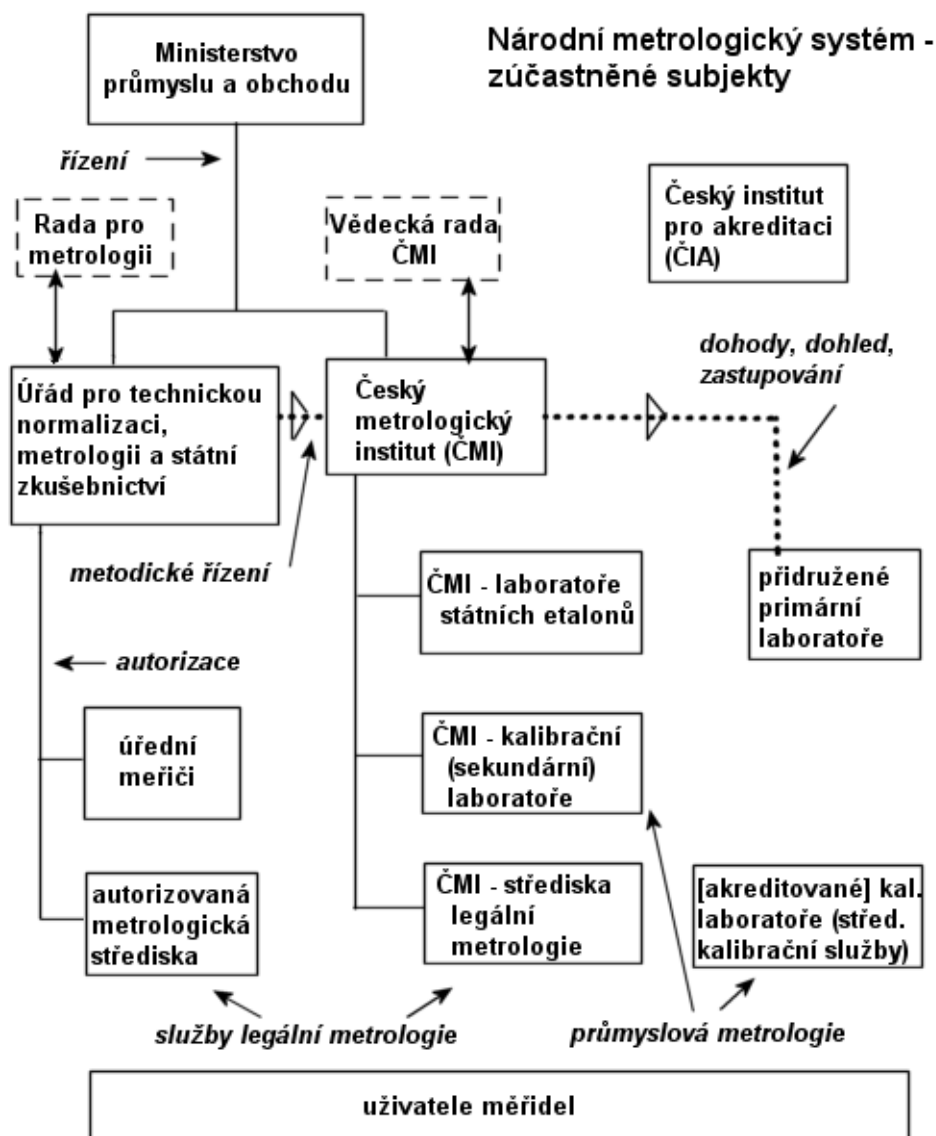 Ministerstvo
průmyslu a obchodu
Národní metrologický systém -
zúčastněné subjekty
řízení
Rada pro
metrologii
Vědecká rada
ČMI
Český institut
pro akreditaci
(ČIA)
dohody, dohled,
zastupování
Úřád pro technickou
normalizaci,
metrologii a státní
zkušebnictví
Český
metrologický
institut (ČMI)
metodické řízení
ČMI - laboratoře
státních etalonů
přidružené
primární
laboratoře
autorizace
úřední
meřiči
ČMI - kalibrační
(sekundární)
laboratoře
autorizovaná
metrologická
střediska
ČMI - střediska
legální
metrologie
[akreditované] kal.
laboratoře (střed.
kalibrační služby)
služby legální metrologie
průmyslová metrologie
uživatele měřidel